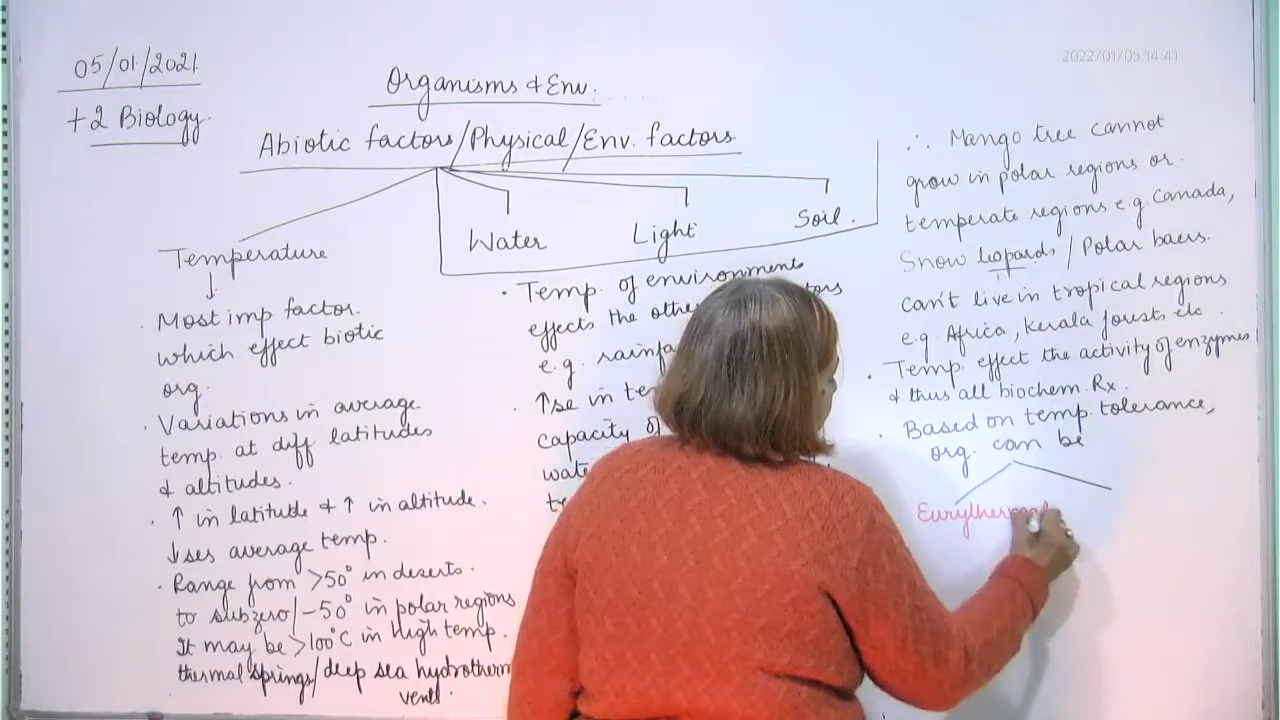 05/01/2021
2022/01/05 14:41
+2 Biology.
Organisms & Env.
Abiotic factors/Physical/Env. factors.
Temperature
Water
Light
Soil.
↓
. Most imp factor.
which effect biotic
org.
. Variations in average
temp. at diff latitudes
& altitudes.
. ↑ in latitude & ↑ in altitude.
↓ses average temp.
. Range from >50° in deserts.
to subzero/-50° in polar regions
It may be >100°C in high temp.
thermal springs/deep sea hydrotherm
vents.
. Temp. of environment
effects the other
e.g. rainfa
. ↑se in te
capacity of
wate
∴ Mango tree cannot
grow in polar regions or.
temperate regions e.g. Canada,
Snow lopards / Polar baers.
can't live in tropical regions
e.g Africa, Kerala forests etc.
. Temp. effect the activity of enzymes
& thus all biochem. Rx.
. Based on temp. tolerance,
org. can be
Eurythermal